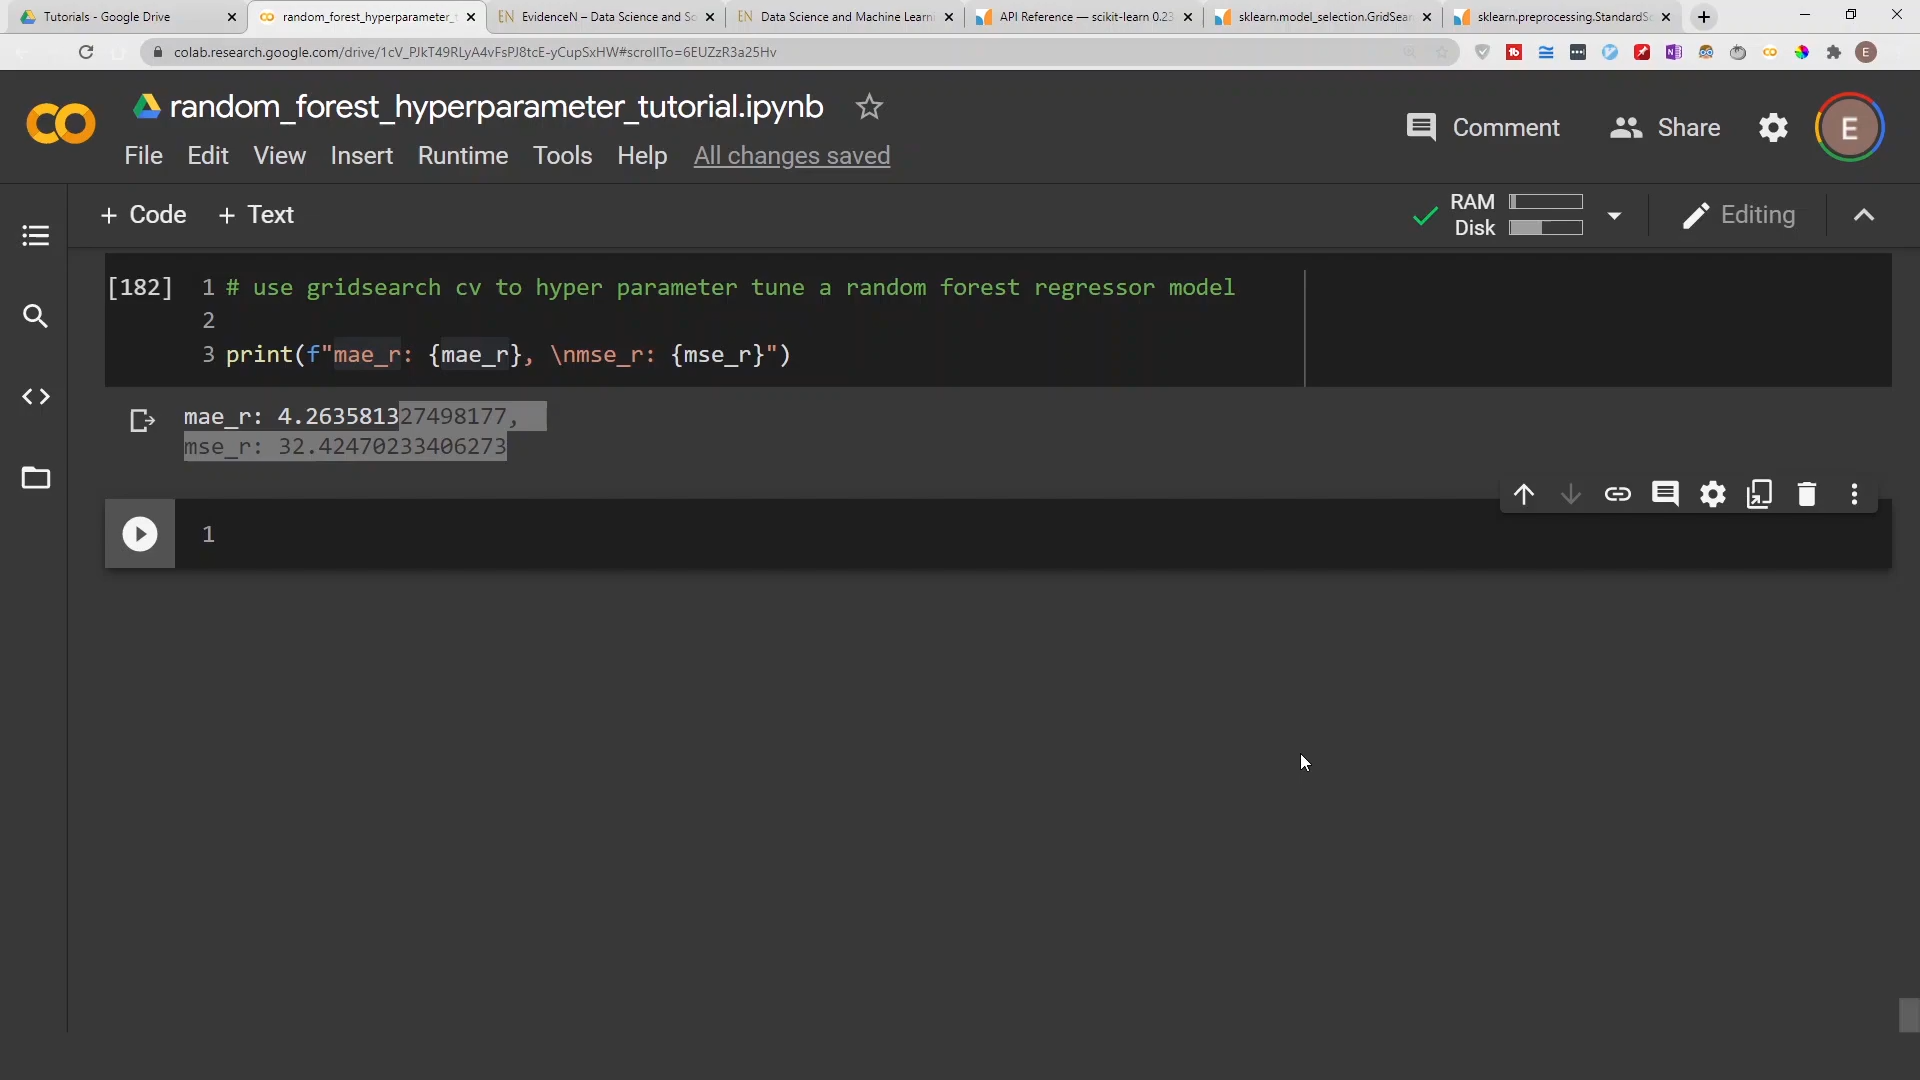 Tutorials - Google Drive
random_forest_hyperparameter_
EvidenceN – Data Science and So
Data Science and Machine Learni
API Reference — scikit-learn 0.23
sklearn.model_selection.GridSear
sklearn.preprocessing.StandardSc
colab.research.google.com/drive/1cV_PJkT49RLyA4vFsPJ8tcE-yCupSxHW#scrollTo=6EUZzR3a25Hv
random_forest_hyperparameter_tutorial.ipynb
File Edit View Insert Runtime Tools Help All changes saved
Comment
Share
E
+ Code + Text
RAM
Disk
Editing
[182] 1 # use gridsearch cv to hyper parameter tune a random forest regressor model
2
3 print(f"mae_r: {mae_r}, \nmse_r: {mse_r}")
mae_r: 4.263581327498177,
mse_r: 32.42470233406273
1